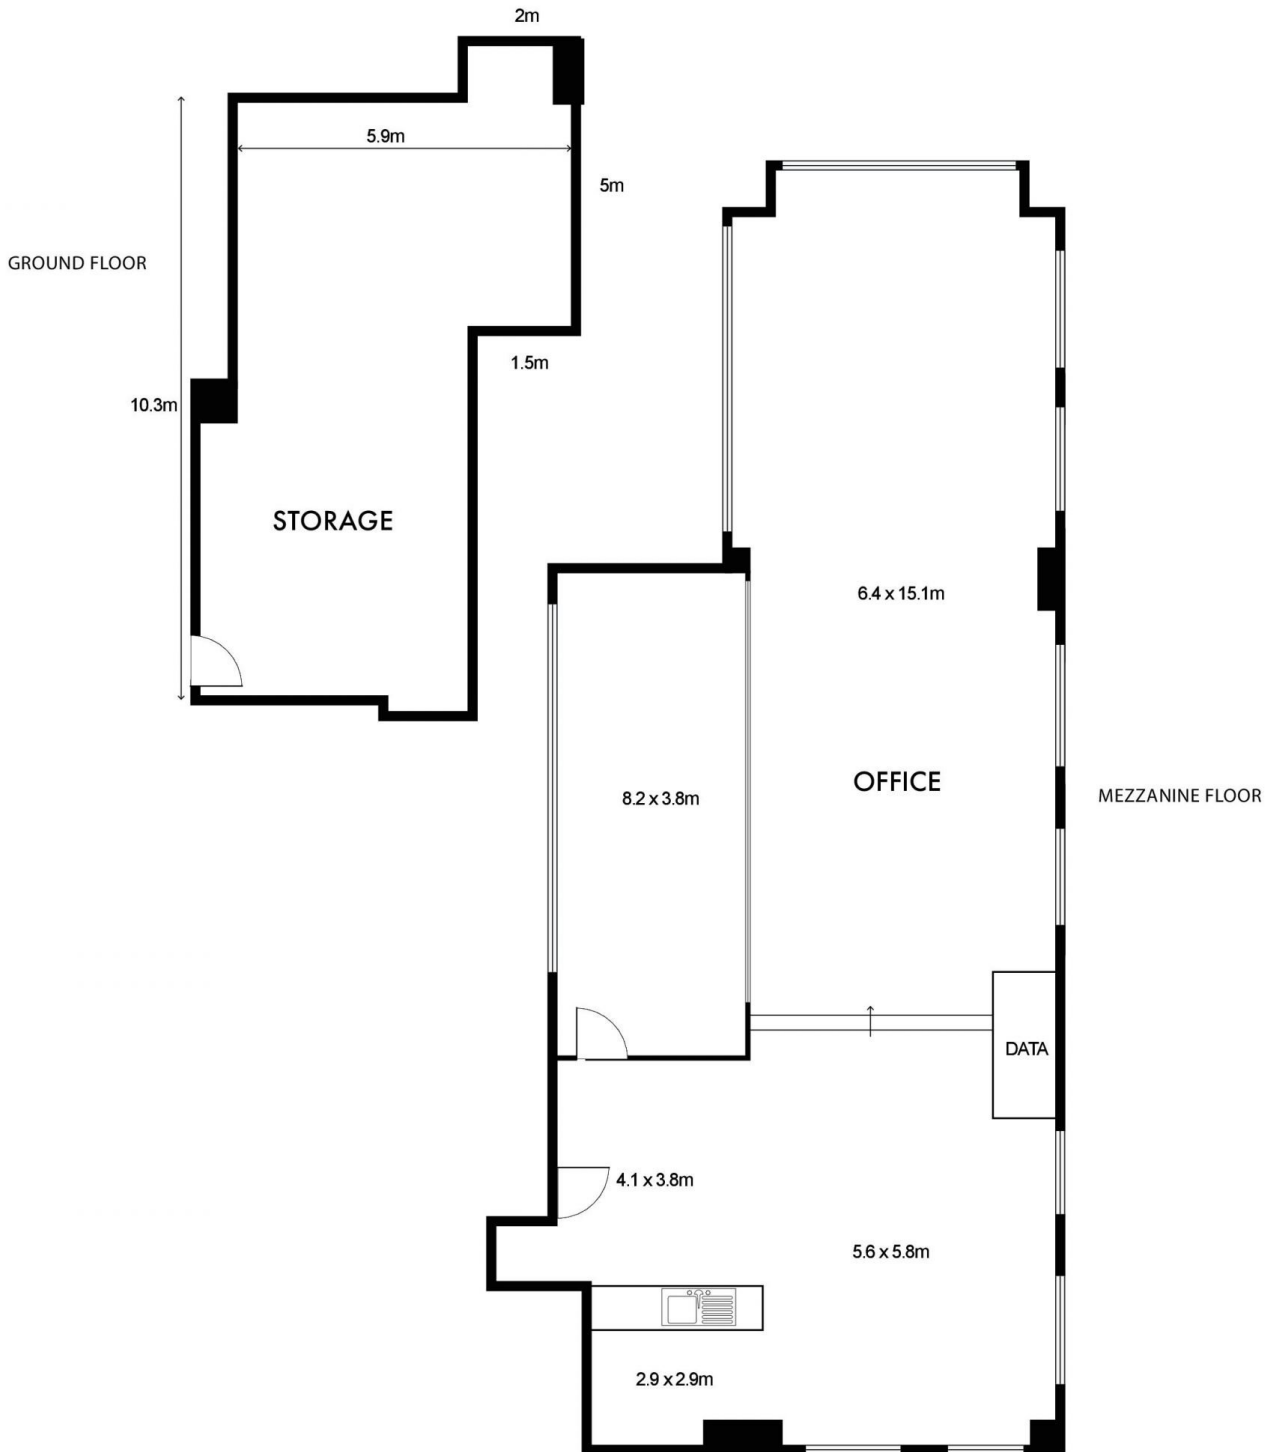 2m
5.9m
5m
GROUND FLOOR
1.5m
10.3m
STORAGE
6.4 x 15.1m
OFFICE
8.2 x 3.8m
MEZZANINE FLOOR
DATA
4.1 x 3.8m
5.6 x 5.8m
2.9 x 2.9m